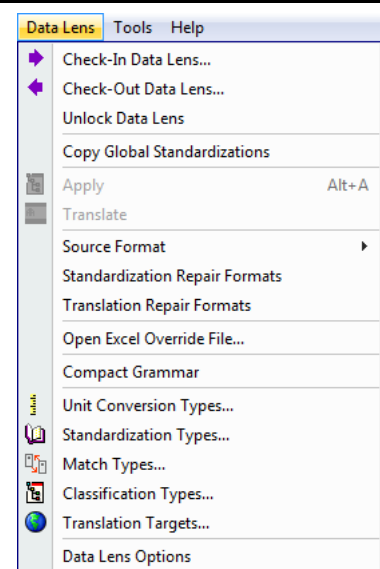 Data Lens Tools Help
Check-In Data Lens...
Check-Out Data Lens...
Unlock Data Lens
Copy Global Standardizations
Apply Alt+A
Translate
Source Format
Standardization Repair Formats
Translation Repair Formats
Open Excel Override File...
Compact Grammar
Unit Conversion Types...
Standardization Types...
Match Types...
Classification Types...
Translation Targets...
Data Lens Options